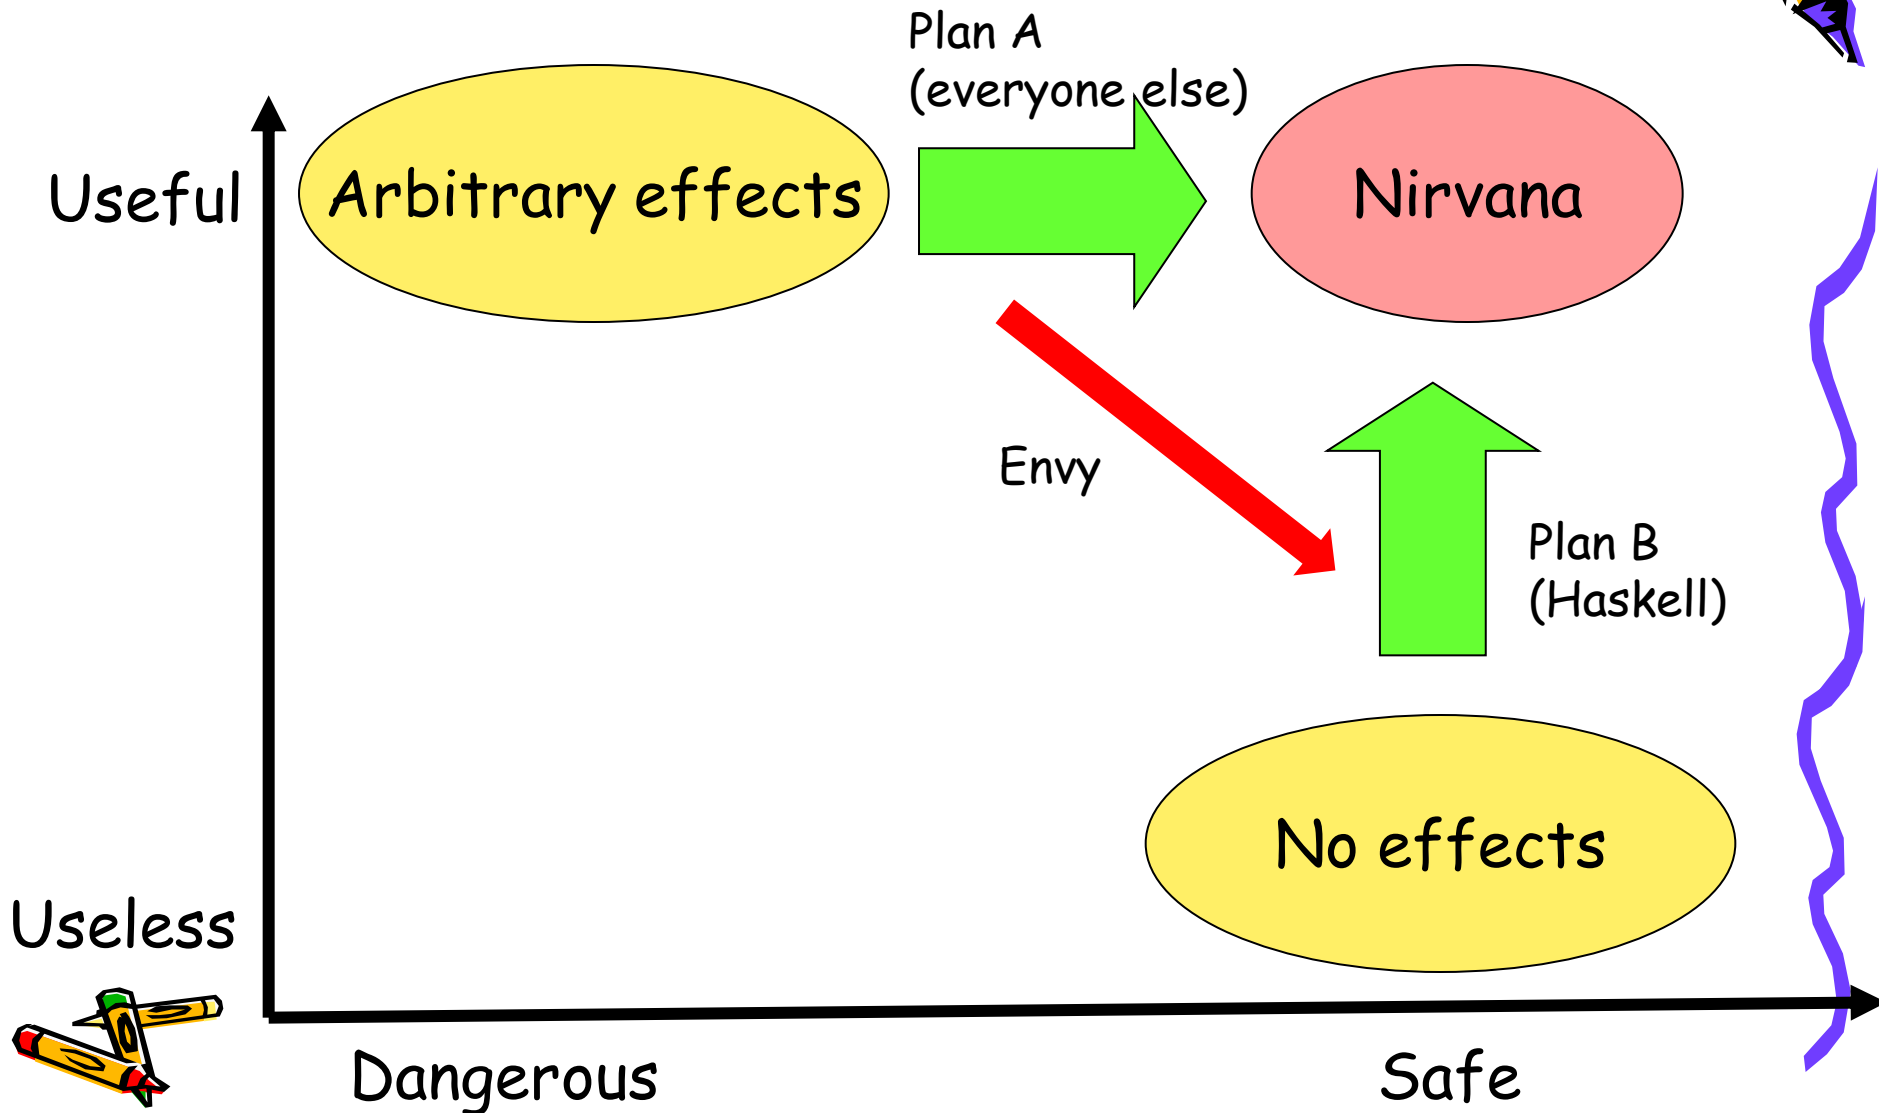 Plan A
(everyone else)
Useful
Arbitrary effects
Nirvana
Envy
Plan B
(Haskell)
No effects
Useless
Dangerous
Safe